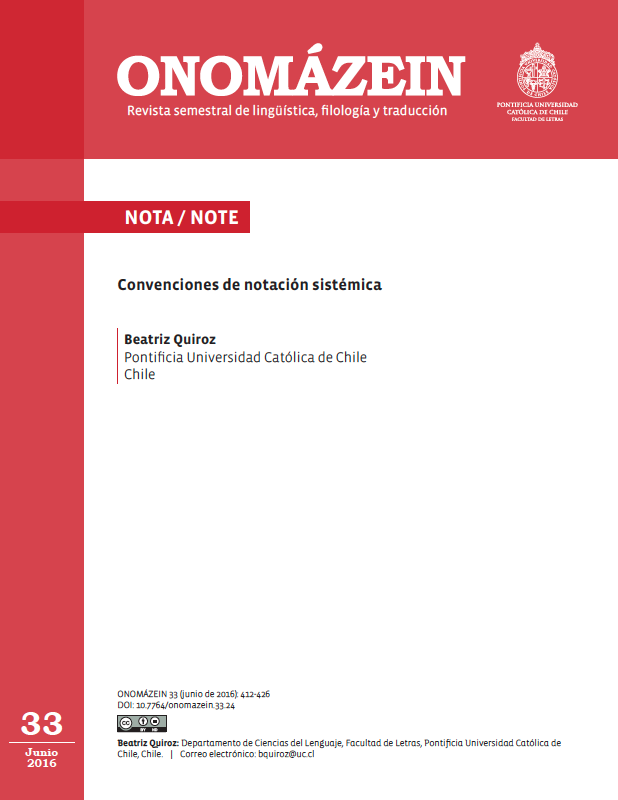 ONOMÁZEIN
Revista semestral de lingüística, filología y traducción
PONTIFICIA UNIVERSIDAD
CATÓLICA DE CHILE
FACULTAD DE LETRAS
NOTA / NOTE
Convenciones de notación sistémica
Beatriz Quiroz
Pontificia Universidad Católica de Chile
Chile
ONOMÁZEIN 33 (junio de 2016): 412-426
DOI: 10.7764/onomazein.33.24
cc
BY ND
Beatriz Quiroz: Departamento de Ciencias del Lenguaje, Facultad de Letras, Pontificia Universidad Católica de
Chile, Chile. | Correo electrónico: bquiroz@uc.cl
33
Junio
2016